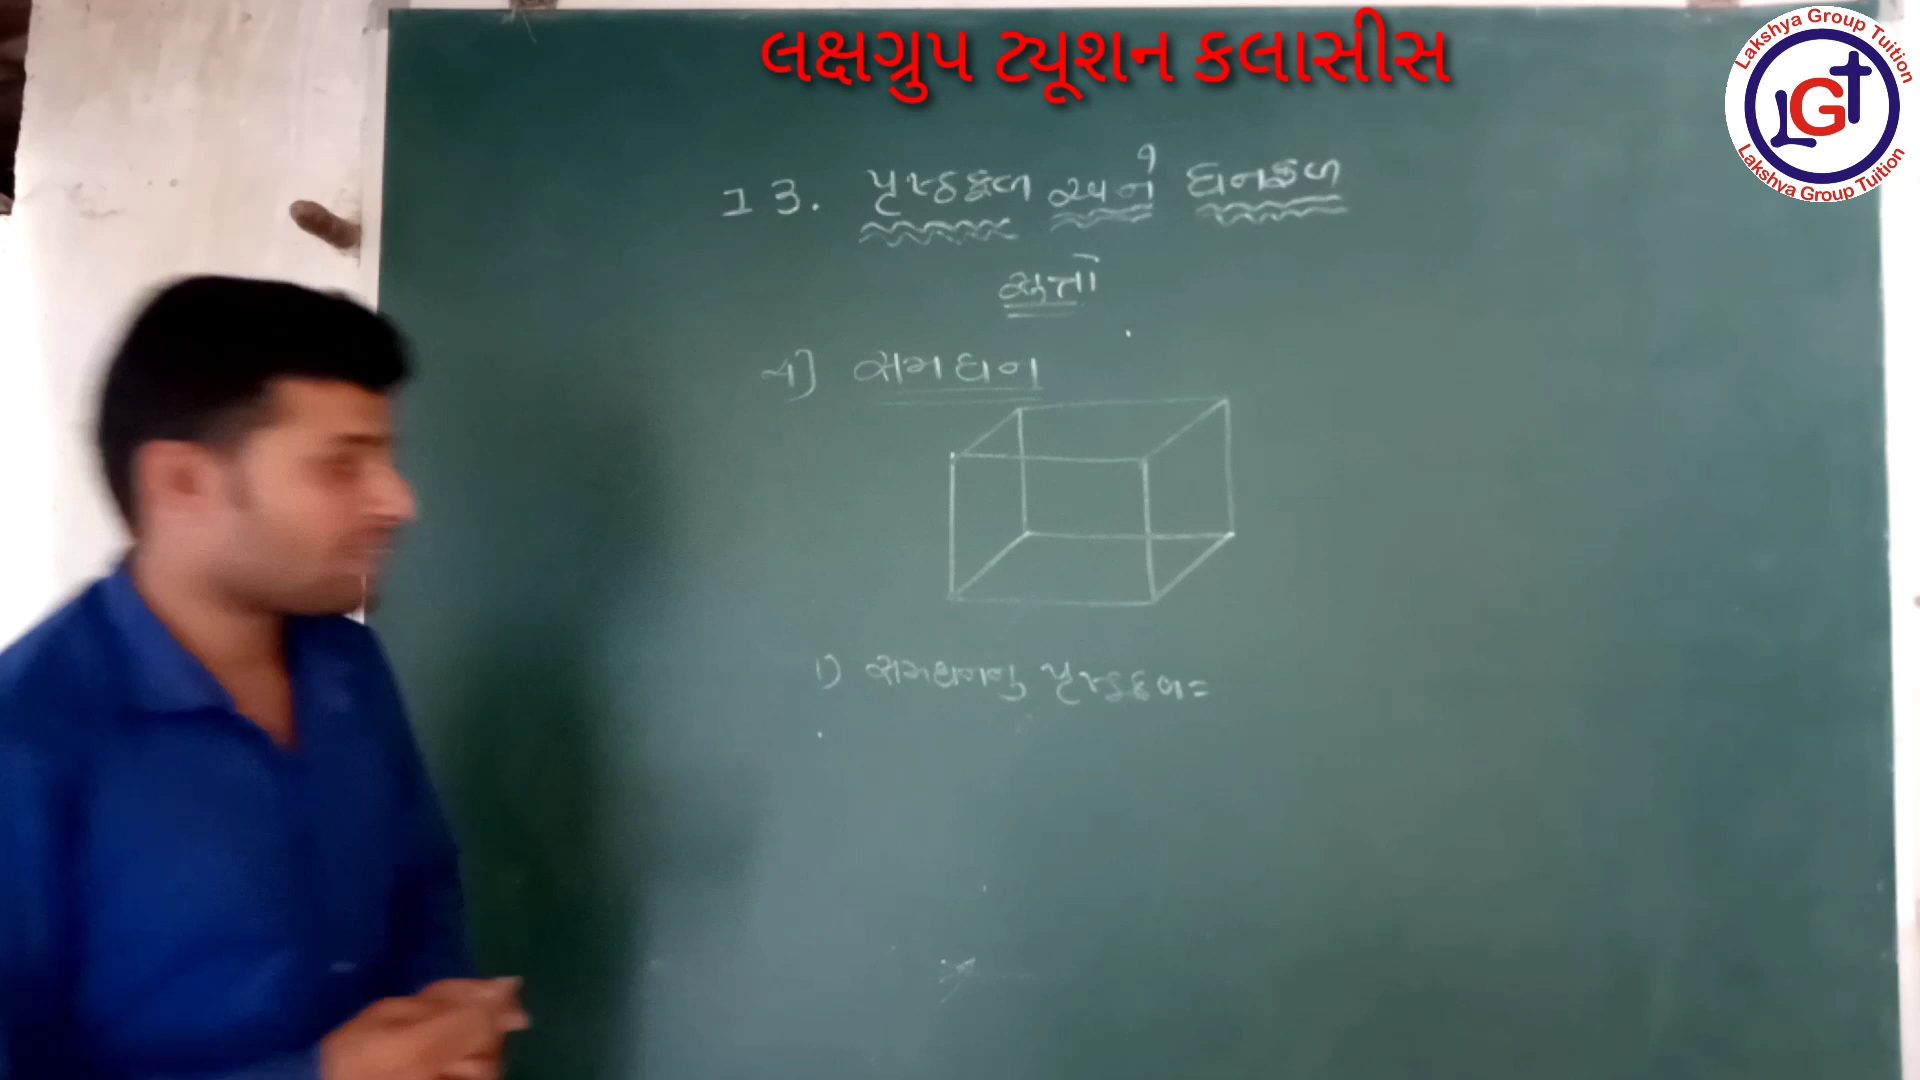 લક્ષગ્રુપ ટ્યૂશન કલાસીસ
Lakshya Group Tuition
LGt
Lakshya Group Tuition
13. પૃષ્ઠફળ અને ઘનફળ
સુત્રો
→1] સમઘન
1) સમઘનનુ પૃષ્ઠફળ =